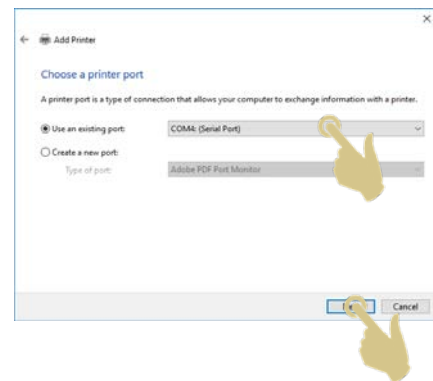 Add Printer
Choose a printer port
A printer port is a type of connection that allows your computer to exchange information with a printer.
Use an existing port: COM4: (Serial Port)
Create a new port:
Type of port: Adobe PDF Port Monitor
Cancel